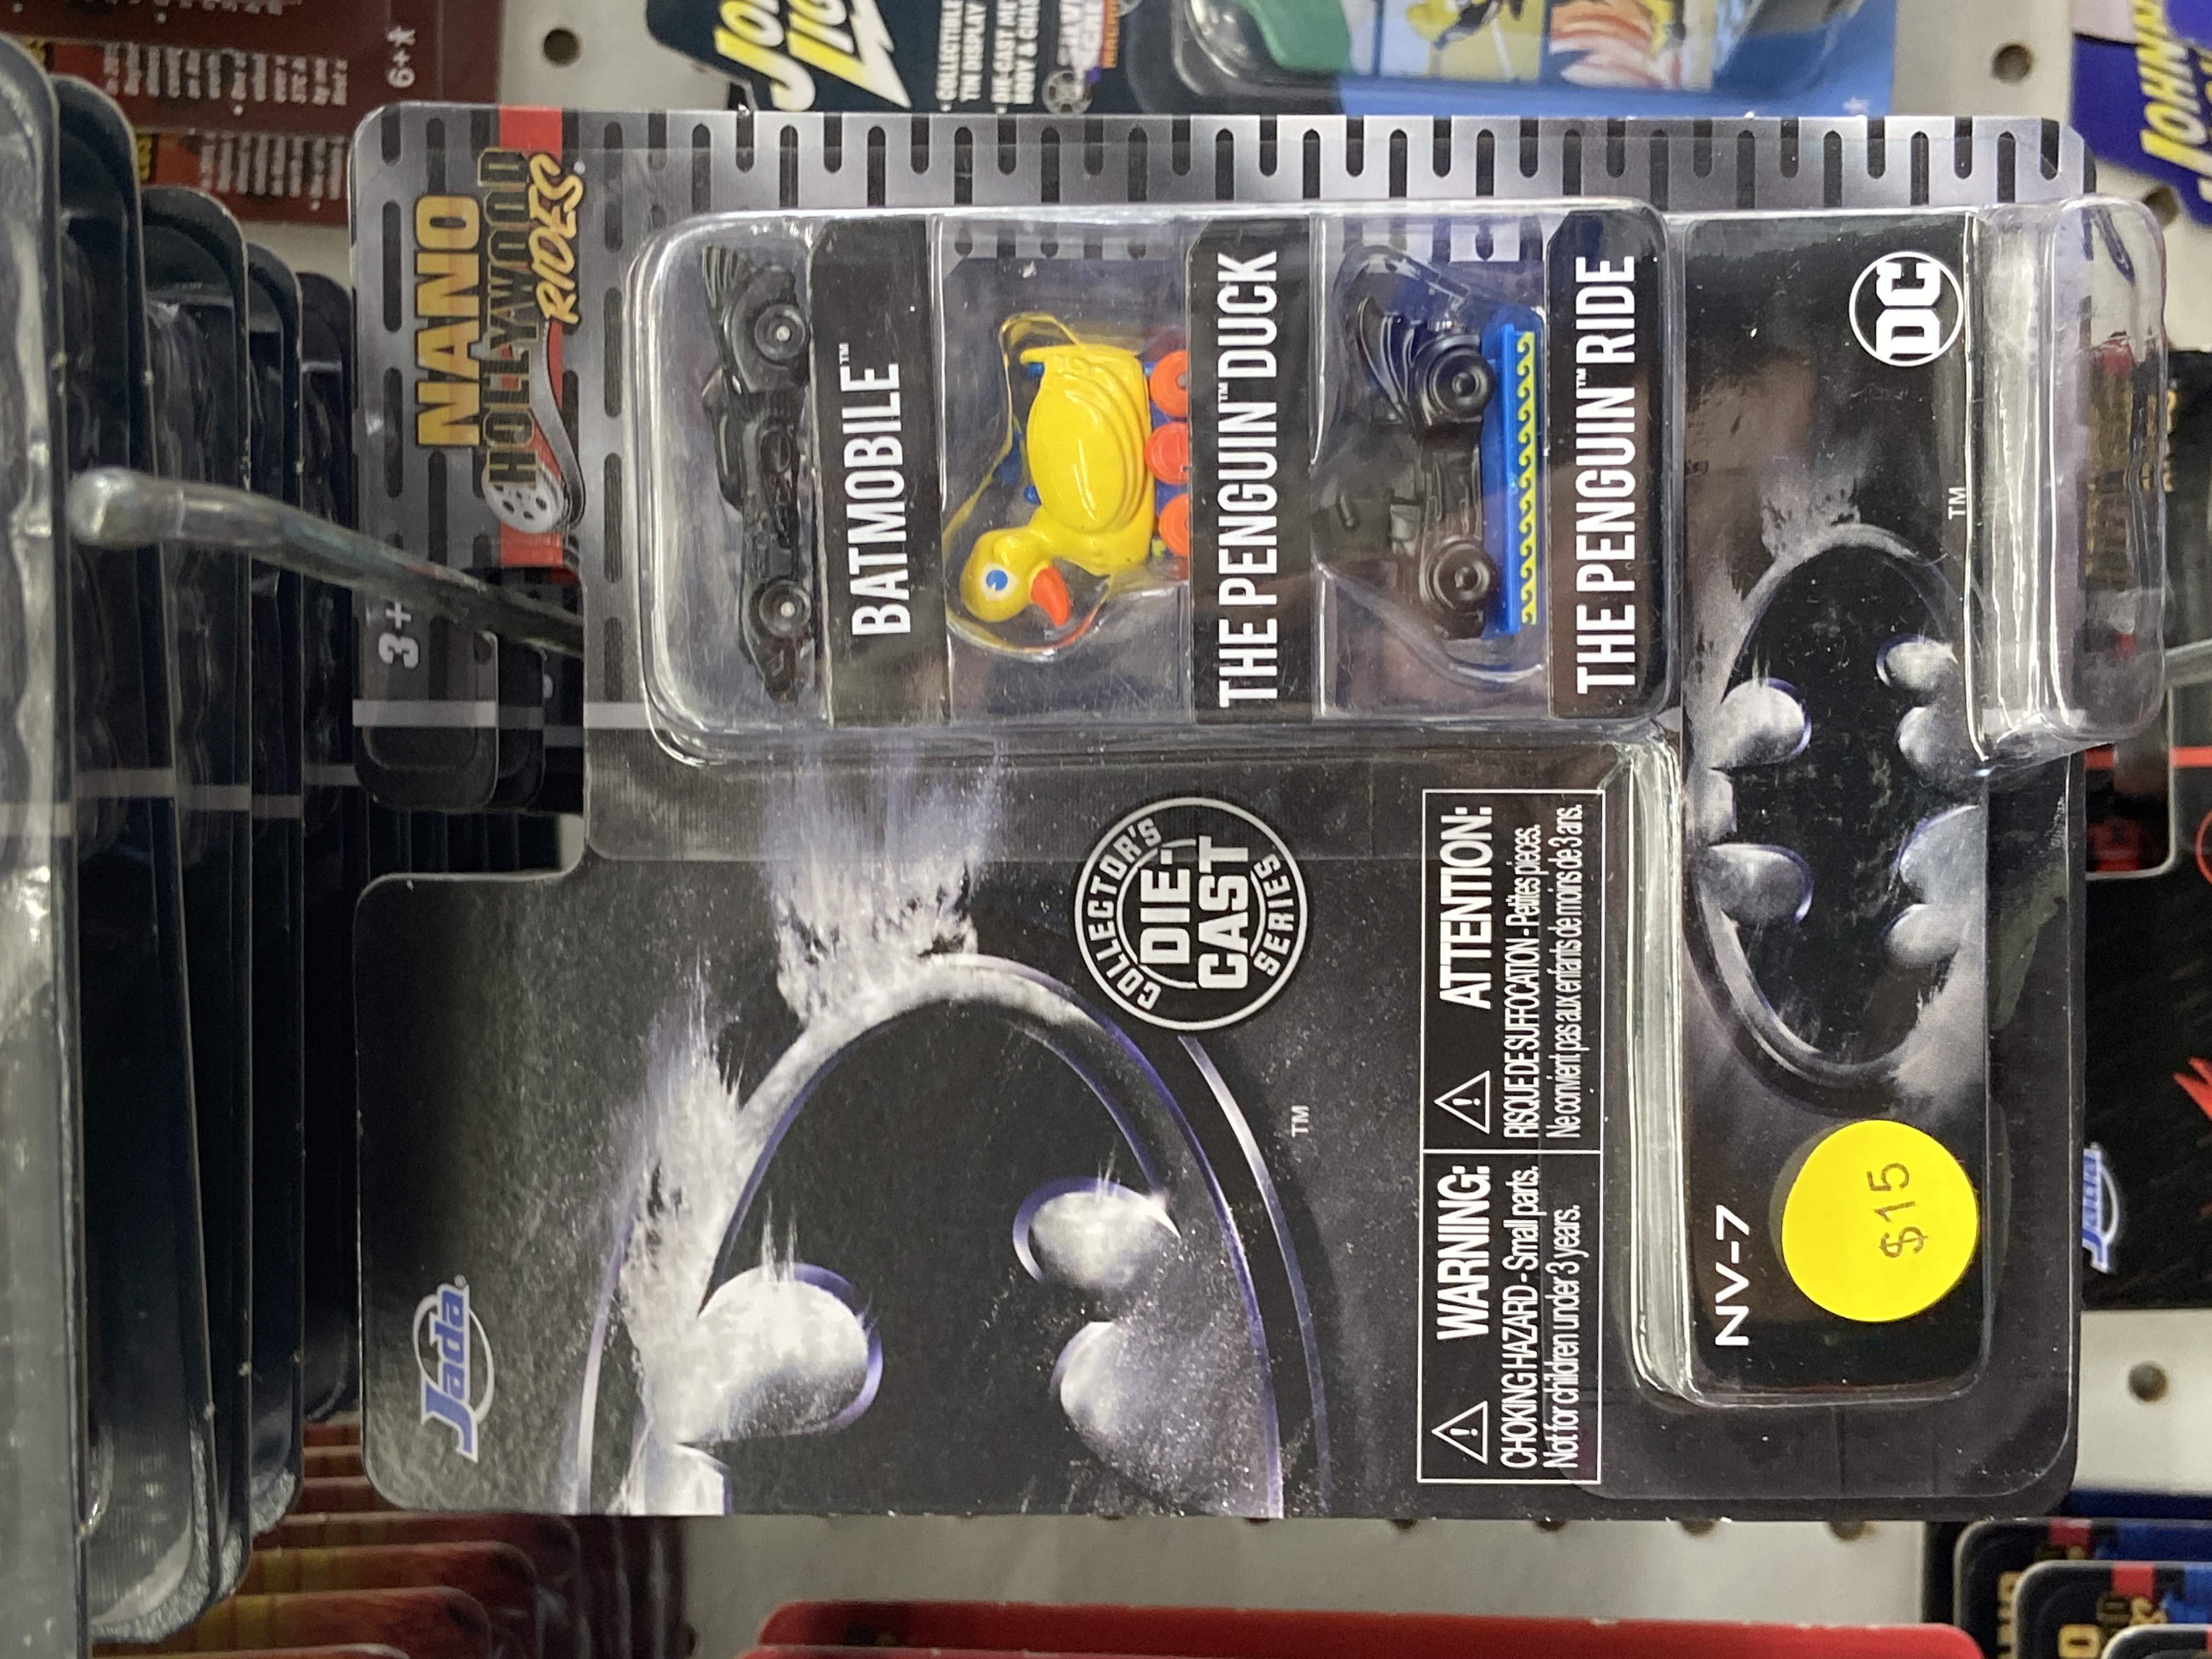 Jada
3+
NANO
HOLLYWOOD
RIDES
BATMOBILE™
THE PENGUIN™ DUCK
THE PENGUIN™ RIDE
COLLECTOR'S
DIE-
CAST
SERIES
TM
WARNING:
CHOKING HAZARD - Small parts.
Not for children under 3 years.
ATTENTION:
RISQUE DE SUFFOCATION - Petites pièces.
Ne convient pas aux enfants de moins de 3 ans.
NV-7
$15
TM
DC
6+
Jada